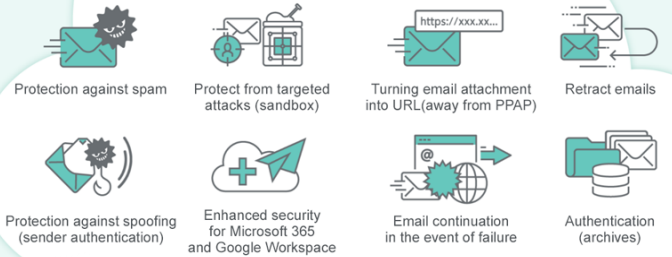 https://xxx.xx...
Protection against spam
Protect from targeted
attacks (sandbox)
Turning email attachment
into URL(away from PPAP)
Retract emails
@
Protection against spoofing
(sender authentication)
Enhanced security
for Microsoft 365
and Google Workspace
Email continuation
in the event of failure
Authentication
(archives)